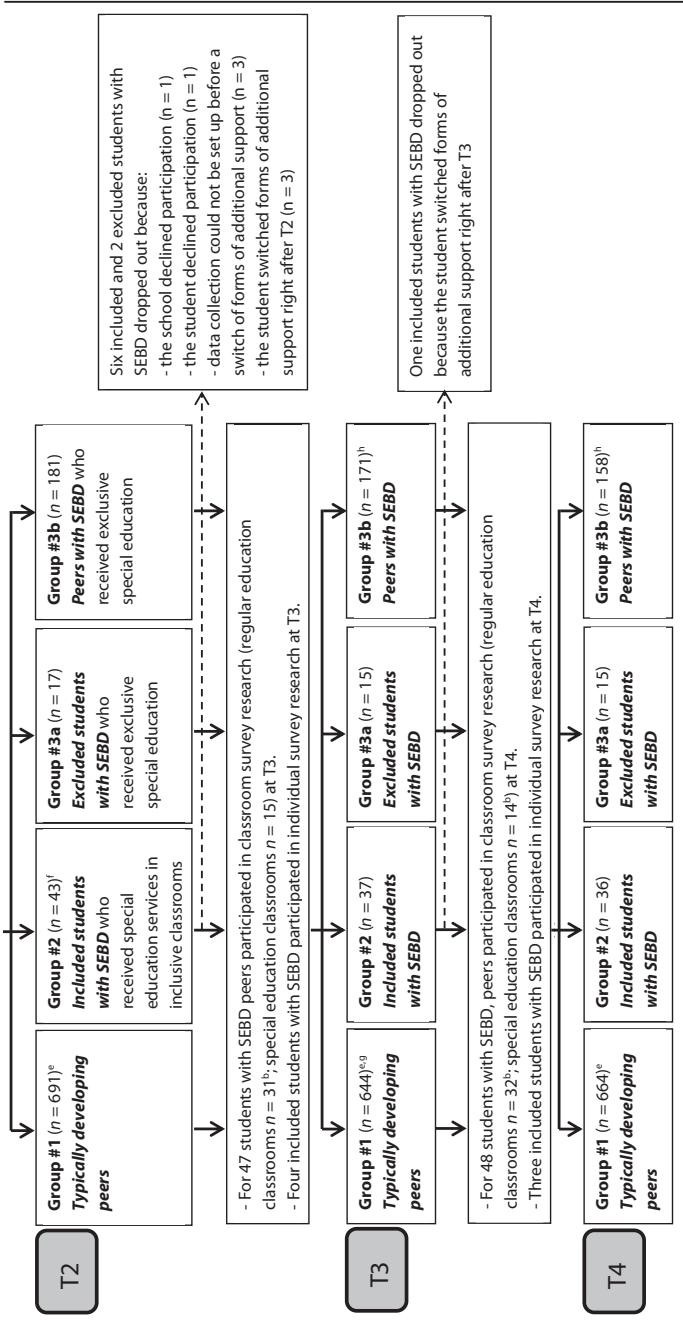 T2
Group #1 (n = 691)e
Typically developing
peers
Group #2 (n = 43)f
Included students
with SEBD who
received special
education services in
inclusive classrooms
Group #3a (n = 17)
Excluded students
with SEBD who
received exclusive
special education
Group #3b (n = 181)
Peers with SEBD who
received exclusive
special education
Six included and 2 excluded students with
SEBD dropped out because:
- the school declined participation (n = 1)
- the student declined participation (n = 1)
- data collection could not be set up before a
switch of forms of additional support (n = 3)
- the student switched forms of additional
support right after T2 (n = 3)
- For 47 students with SEBD peers participated in classroom survey research (regular education
classrooms n = 31b; special education classrooms n = 15) at T3.
- Four included students with SEBD participated in individual survey research at T3.
T3
Group #1 (n = 644)e,g
Typically developing
peers
Group #2 (n = 37)
Included students
with SEBD
Group #3a (n = 15)
Excluded students
with SEBD
Group #3b (n = 171)h
Peers with SEBD
One included students with SEBD dropped out
because the student switched forms of
additional support right after T3
- For 48 students with SEBD, peers participated in classroom survey research (regular education
classrooms n = 32b; special education classrooms n = 14b) at T4.
- Three included students with SEBD participated in individual survey research at T4.
T4
Group #1 (n = 664)e
Typically developing
peers
Group #2 (n = 36)
Included students
with SEBD
Group #3a (n = 15)
Excluded students
with SEBD
Group #3b (n = 158)h
Peers with SEBD